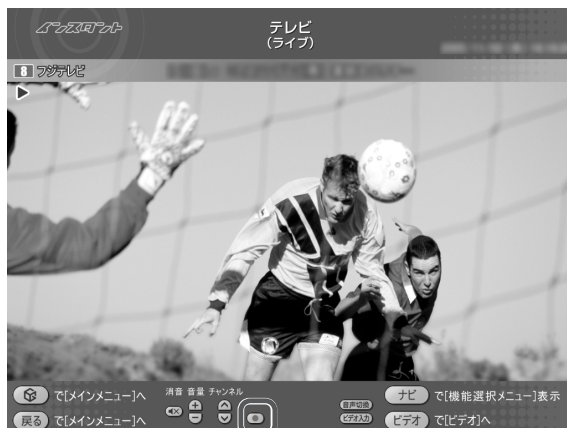 インスタント
テレビ
(ライブ)
8 フジテレビ
で[メインメニュー]へ
消音 音量 チャンネル
音声切換
ナビ で[機能選択メニュー]表示
戻る で[メインメニュー]へ
ビデオ入力
ビデオ で[ビデオ]へ